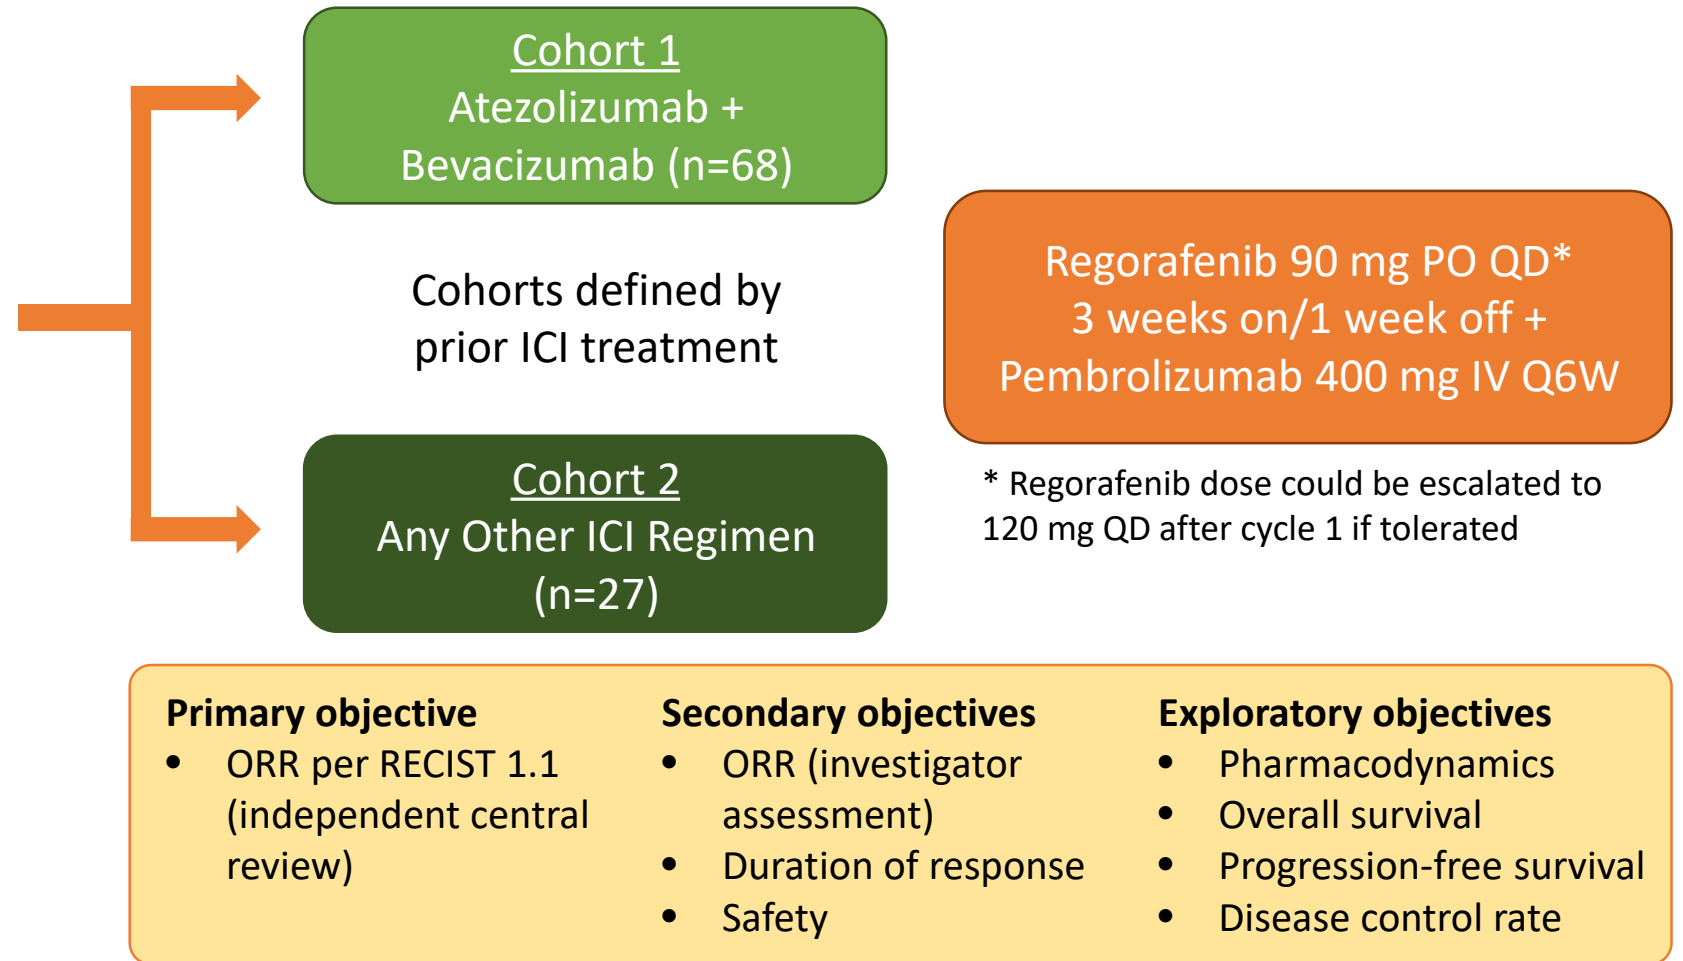 Cohort 1
Atezolizumab +
Bevacizumab (n=68)
Cohorts defined by
prior ICI treatment
Cohort 2
Any Other ICI Regimen
(n=27)
Regorafenib 90 mg PO QD*
3 weeks on/1 week off +
Pembrolizumab 400 mg IV Q6W
* Regorafenib dose could be escalated to
120 mg QD after cycle 1 if tolerated
Primary objective
• ORR per RECIST 1.1
(independent central
review)
Secondary objectives
• ORR (investigator
assessment)
• Duration of response
• Safety
Exploratory objectives
• Pharmacodynamics
• Overall survival
• Progression-free survival
• Disease control rate